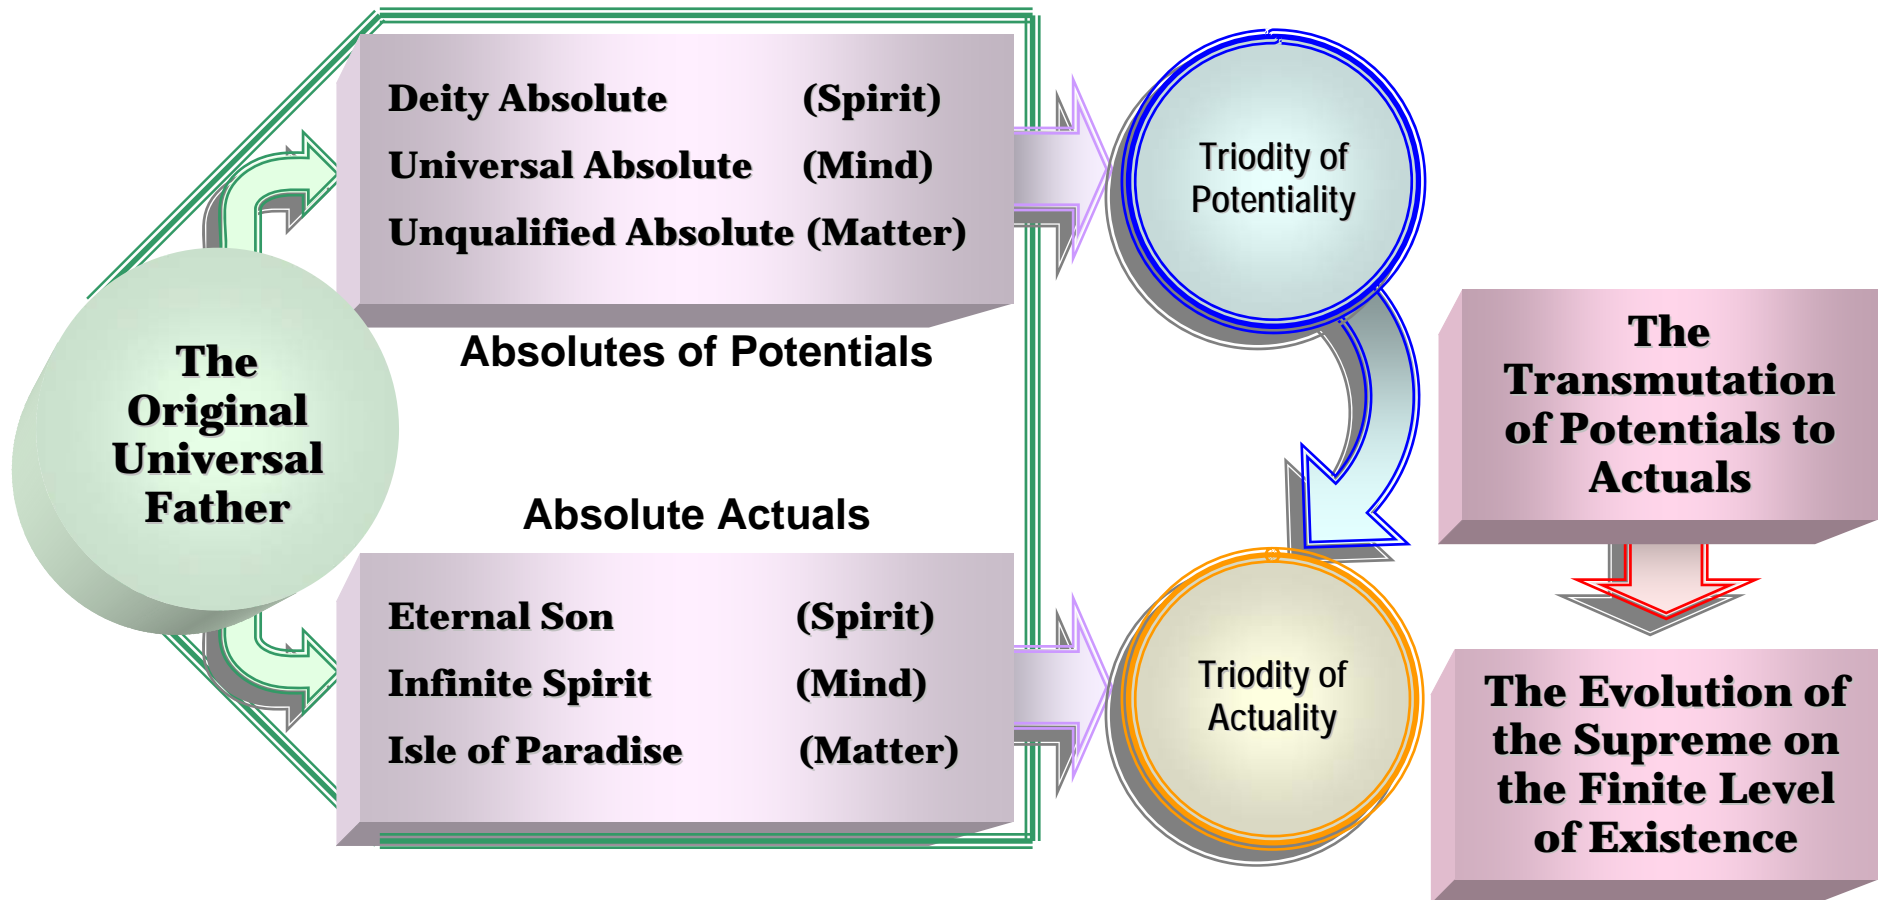 Deity Absolute (Spirit)
Universal Absolute (Mind)
Unqualified Absolute (Matter)
Absolutes of Potentials
The
Original
Universal
Father
Absolute Actuals
Eternal Son (Spirit)
Infinite Spirit (Mind)
Isle of Paradise (Matter)
Triodity of
Potentiality
Triodity of
Actuality
The
Transmutation
of Potentials to
Actuals
The Evolution of
the Supreme on
the Finite Level
of Existence